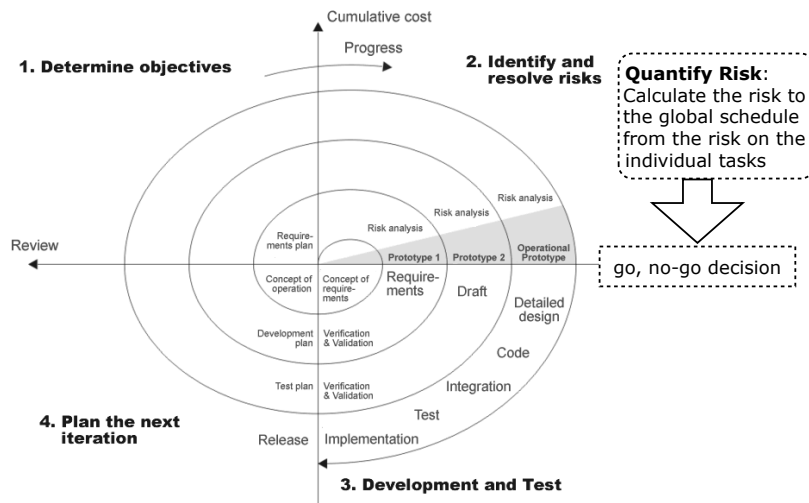 Cumulative cost
Progress
1. Determine objectives
2. Identify and
resolve risks
Quantify Risk:
Calculate the risk to
the global schedule
from the risk on the
individual tasks
Risk analysis
Risk analysis
Risk analysis
Require-
ments plan
Review
Prototype 1
Prototype 2
Operational
Prototype
go, no-go decision
Concept of
operation
Concept of
require-
ments
Require-
ments
Draft
Detailed
design
Development
plan
Verification
& Validation
Code
Test plan
Verification
& Validation
Integration
Test
4. Plan the next
iteration
Release
Implementation
3. Development and Test